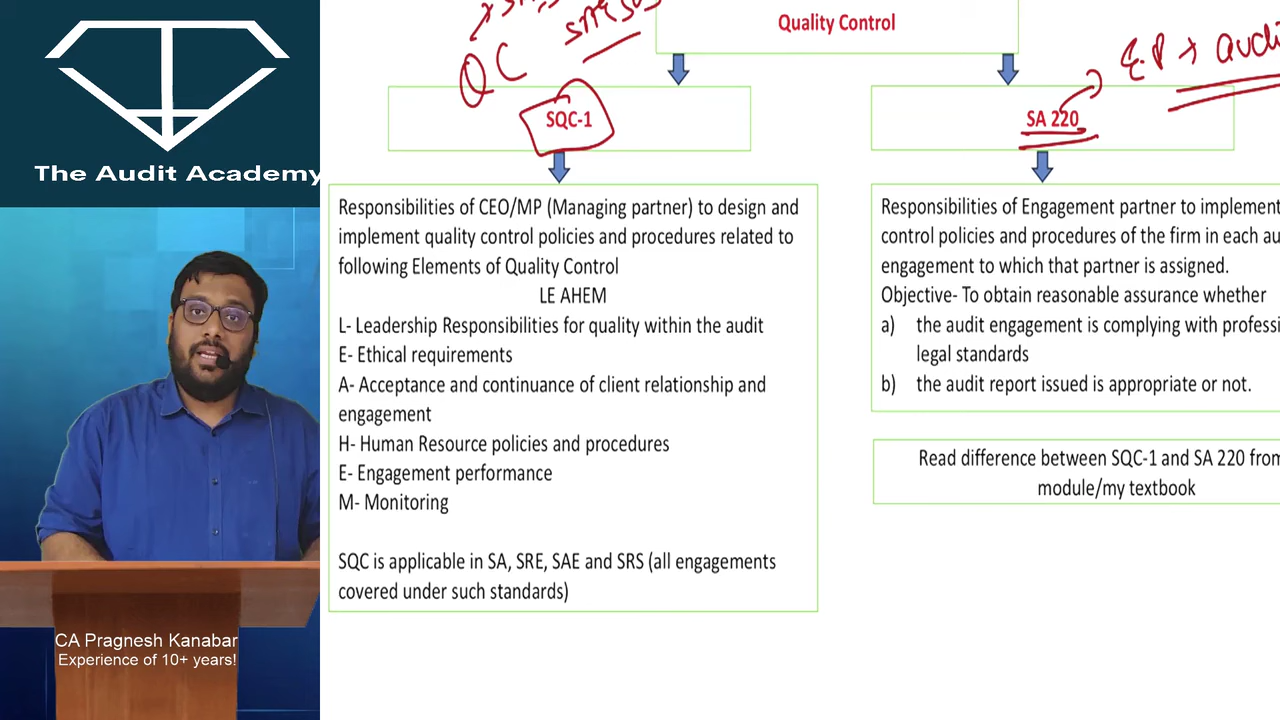 The Audit Academy
CA Pragnesh Kanabar
Experience of 10+ years!
Quality Control
QC
SQC-1
Responsibilities of CEO/MP (Managing partner) to design and
implement quality control policies and procedures related to
following Elements of Quality Control
LE AHEM
L- Leadership Responsibilities for quality within the audit
E- Ethical requirements
A- Acceptance and continuance of client relationship and
engagement
H- Human Resource policies and procedures
E- Engagement performance
M- Monitoring
SQC is applicable in SA, SRE, SAE and SRS (all engagements
covered under such standards)
E.P + audi
SA 220
Responsibilities of Engagement partner to implement
control policies and procedures of the firm in each au
engagement to which that partner is assigned.
Objective- To obtain reasonable assurance whether
a) the audit engagement is complying with professi
legal standards
b) the audit report issued is appropriate or not.
Read difference between SQC-1 and SA 220 from
module/my textbook